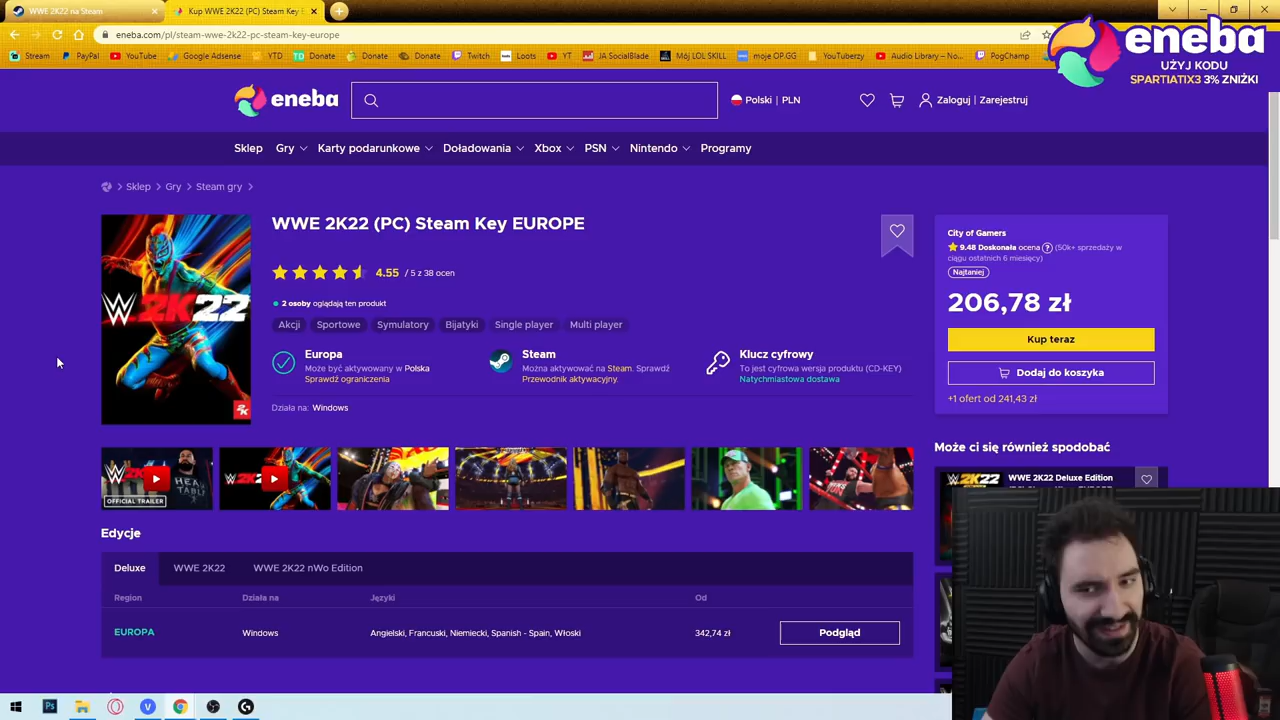 WWE 2K22 na Steam
Kup WWE 2K22 (PC) Steam Key E
eneba.com/pl/steam-wwe-2k22-pc-steam-key-europe
Stream
PayPal
YouTube
Google Adsense
YTD
Donate
Donate
Donate
Twitch
Loots
YT
JA SocialBlade
Mój LOL SKILL
moje OP.GG
YouTuberzy
Audio Library – No...
PogChamp
eneba
UŻYJ KODU
SPARTIATIX3 3% ZNIŻKI
eneba
Polski | PLN
Zaloguj | Zarejestruj
Sklep
Gry
Karty podarunkowe
Doładowania
Xbox
PSN
Nintendo
Programy
Sklep
Gry
Steam gry
W 2K22
2K
WWE 2K22 (PC) Steam Key EUROPE
4.55 / 5 z 38 ocen
2 osoby oglądają ten produkt
Akcji
Sportowe
Symulatory
Bijatyki
Single player
Multi player
Europa
Może być aktywowany w Polska
Sprawdź ograniczenia
Steam
Można aktywować na Steam. Sprawdź
Przewodnik aktywacyjny.
Klucz cyfrowy
To jest cyfrowa wersja produktu (CD-KEY)
Natychmiastowa dostawa
Działa na: Windows
City of Gamers
9.48 Doskonała ocena ? (50k+ sprzedaży w
ciągu ostatnich 6 miesięcy)
Najtaniej
206,78 zł
Kup teraz
Dodaj do koszyka
+1 ofert od 241,43 zł
OFFICIAL TRAILER
Może ci się również spodobać
WWE 2K22 Deluxe Edition
Edycje
Deluxe
WWE 2K22
WWE 2K22 nWo Edition
Region
Działa na
Języki
Od
EUROPA
Windows
Angielski, Francuski, Niemiecki, Spanish - Spain, Włoski
342,74 zł
Podgląd
Ps